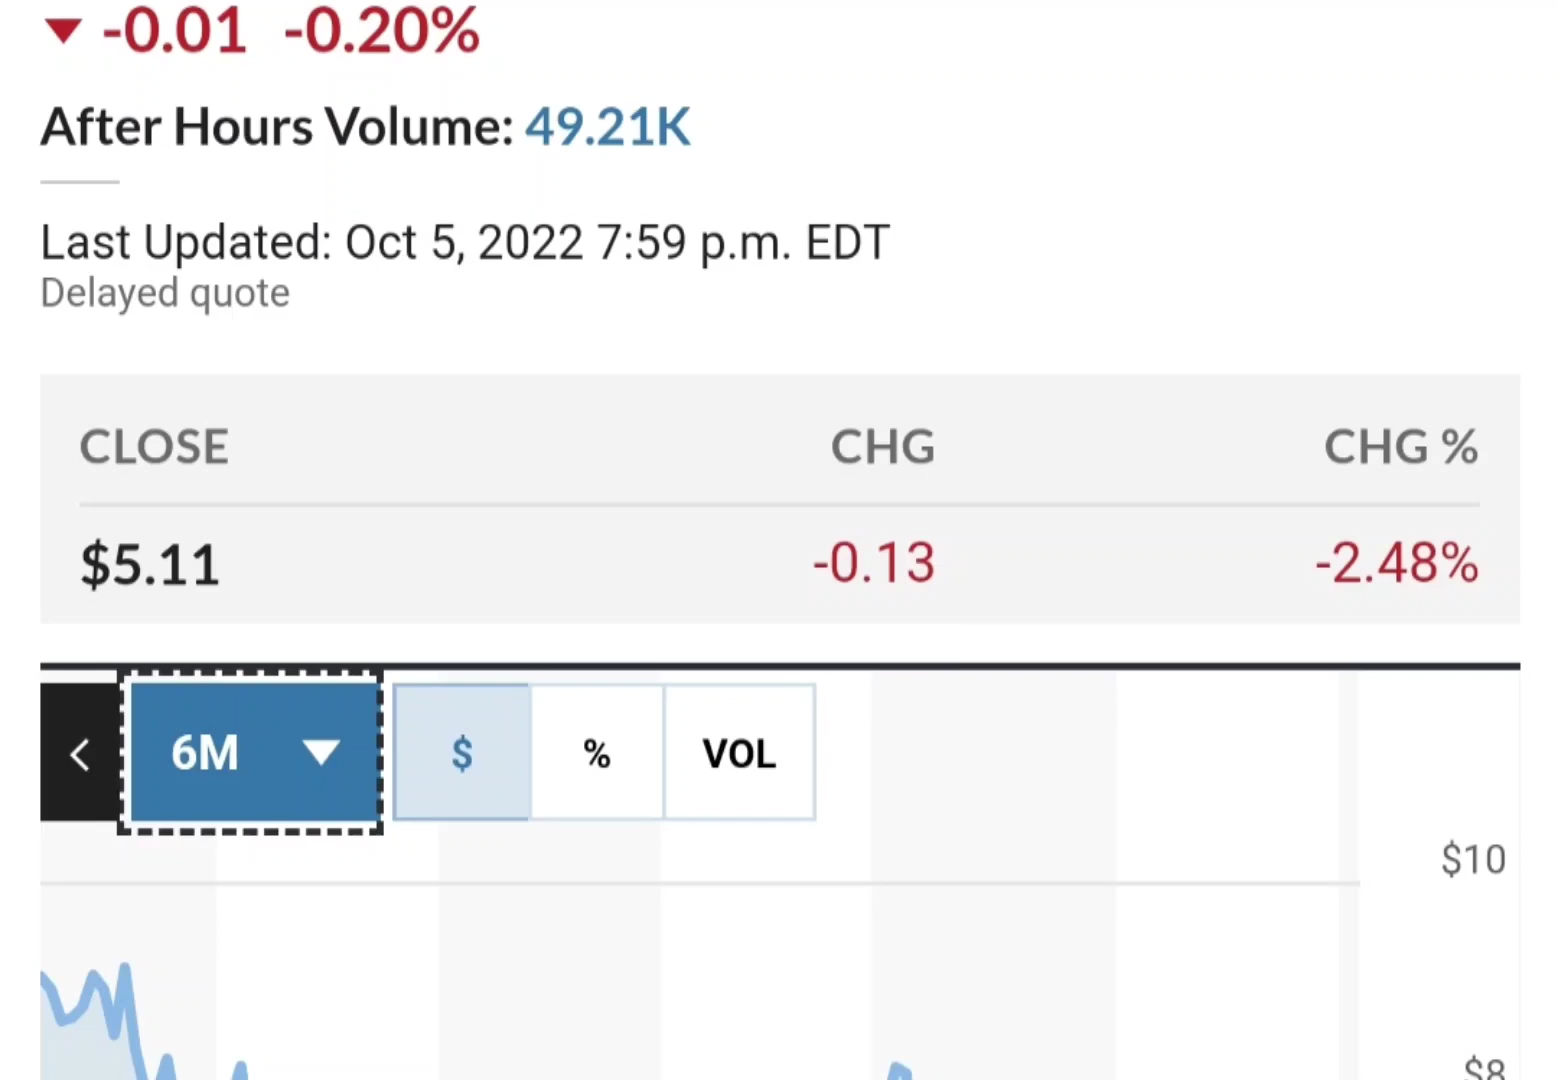 -0.01 -0.20%
After Hours Volume: 49.21K
Last Updated: Oct 5, 2022 7:59 p.m. EDT
Delayed quote
CLOSE CHG CHG %
$5.11 -0.13 -2.48%
6M $ % VOL
$10
$8